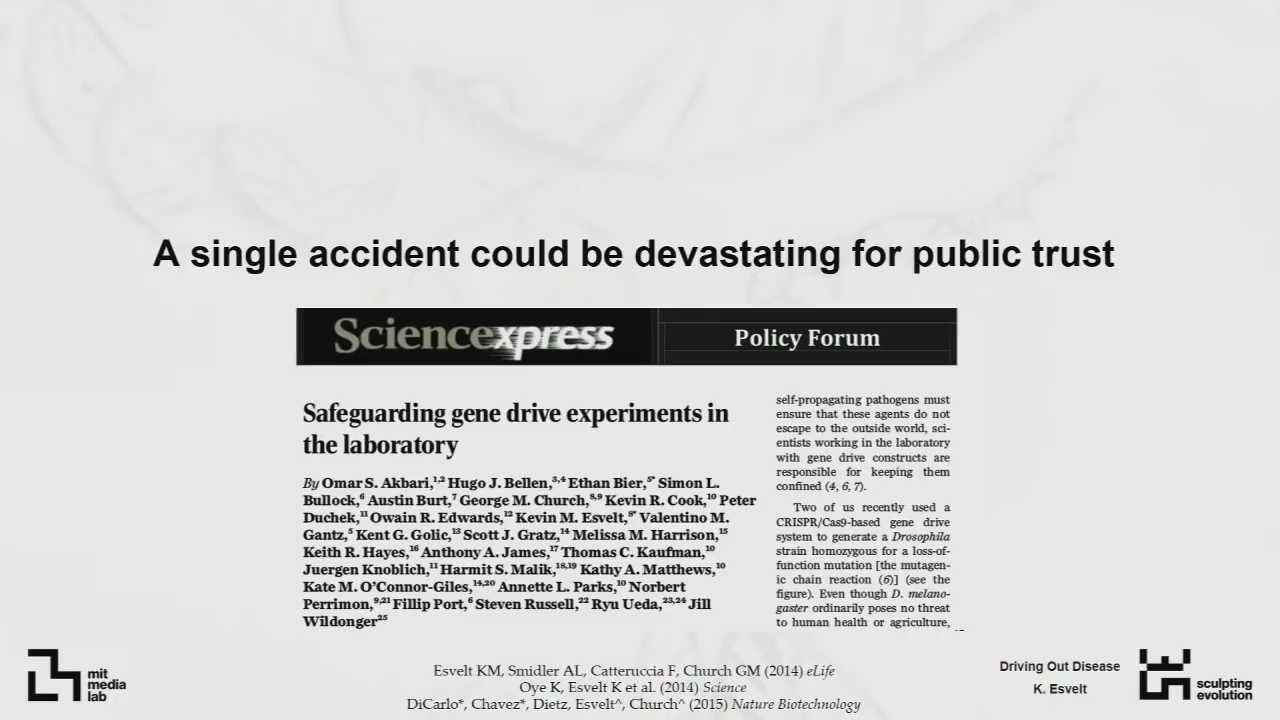 A single accident could be devastating for public trust
Sciencexpress
Policy Forum
Safeguarding gene drive experiments in
the laboratory
By Omar S. Akbari,1,2 Hugo J. Bellen,3,4 Ethan Bier,5* Simon L.
Bullock,6 Austin Burt,7 George M. Church,8,9 Kevin R. Cook,10 Peter
Duchek,11 Owain R. Edwards,12 Kevin M. Esvelt,8* Valentino M.
Gantz,5 Kent G. Golic,13 Scott J. Gratz,14 Melissa M. Harrison,15
Keith R. Hayes,16 Anthony A. James,17 Thomas C. Kaufman,10
Juergen Knoblich,11 Harmit S. Malik,18,19 Kathy A. Matthews,10
Kate M. O'Connor-Giles,14,20 Annette L. Parks,10 Norbert
Perrimon,9,21 Fillip Port,6 Steven Russell,22 Ryu Ueda,23,24 Jill
Wildonger25
self-propagating pathogens must
ensure that these agents do not
escape to the outside world, sci-
entists working in the laboratory
with gene drive constructs are
responsible for keeping them
confined (4, 6, 7).
Two of us recently used a
CRISPR/Cas9-based gene drive
system to generate a Drosophila
strain homozygous for a loss-of-
function mutation [the mutagen-
ic chain reaction (6)] (see the
figure). Even though D. melano-
gaster ordinarily poses no threat
to human health or agriculture,
mit
media
lab
Esvelt KM, Smidler AL, Catteruccia F, Church GM (2014) eLife
Oye K, Esvelt K et al. (2014) Science
DiCarlo*, Chavez*, Dietz, Esvelt^, Church^ (2015) Nature Biotechnology
Driving Out Disease
K. Esvelt
sculpting
evolution